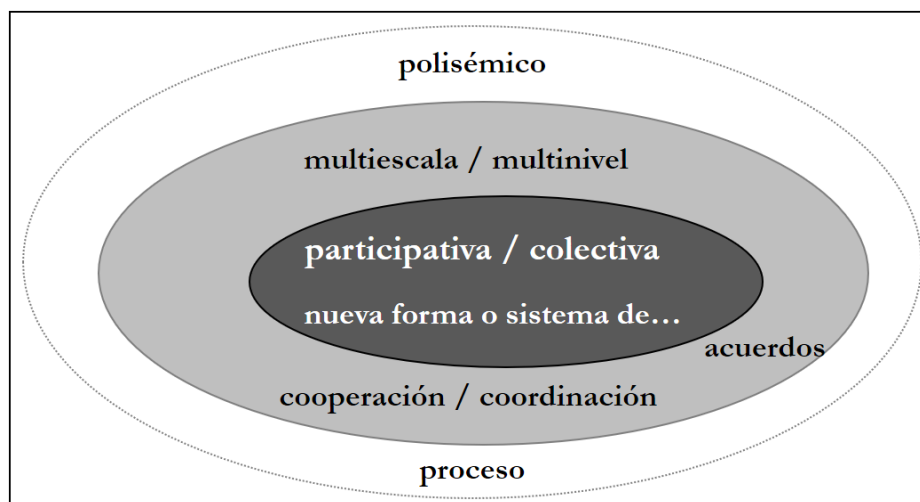 polisémico
multiescala / multinivel
participativa / colectiva
nueva forma o sistema de…
acuerdos
cooperación / coordinación
proceso